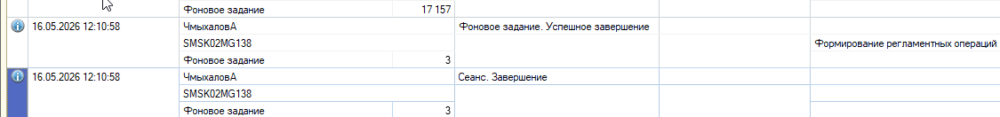 Фоновое задание 17 157
16.05.2026 12:10:58 ЧмыхаловА Фоновое задание. Успешное завершение
SMSK02MG138 Формирование регламентных операций
Фоновое задание 3
16.05.2026 12:10:58 ЧмыхаловА Сеанс. Завершение
SMSK02MG138
Фоновое задание 3